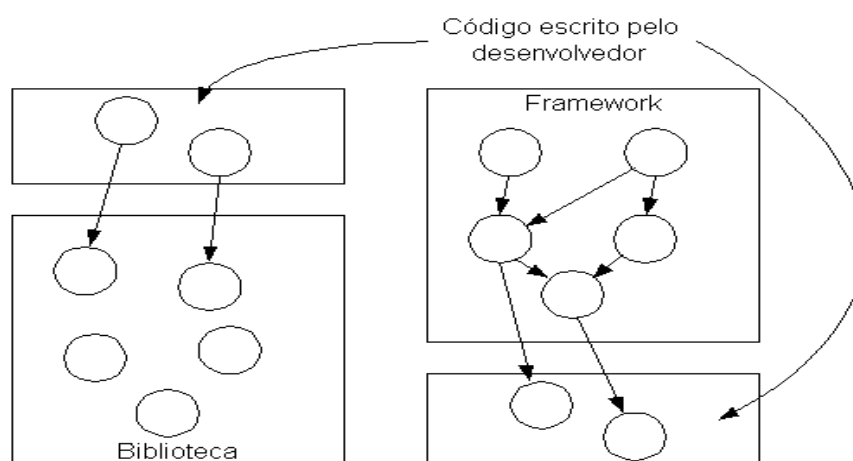 Código escrito pelo
desenvolvedor
Framework
Biblioteca